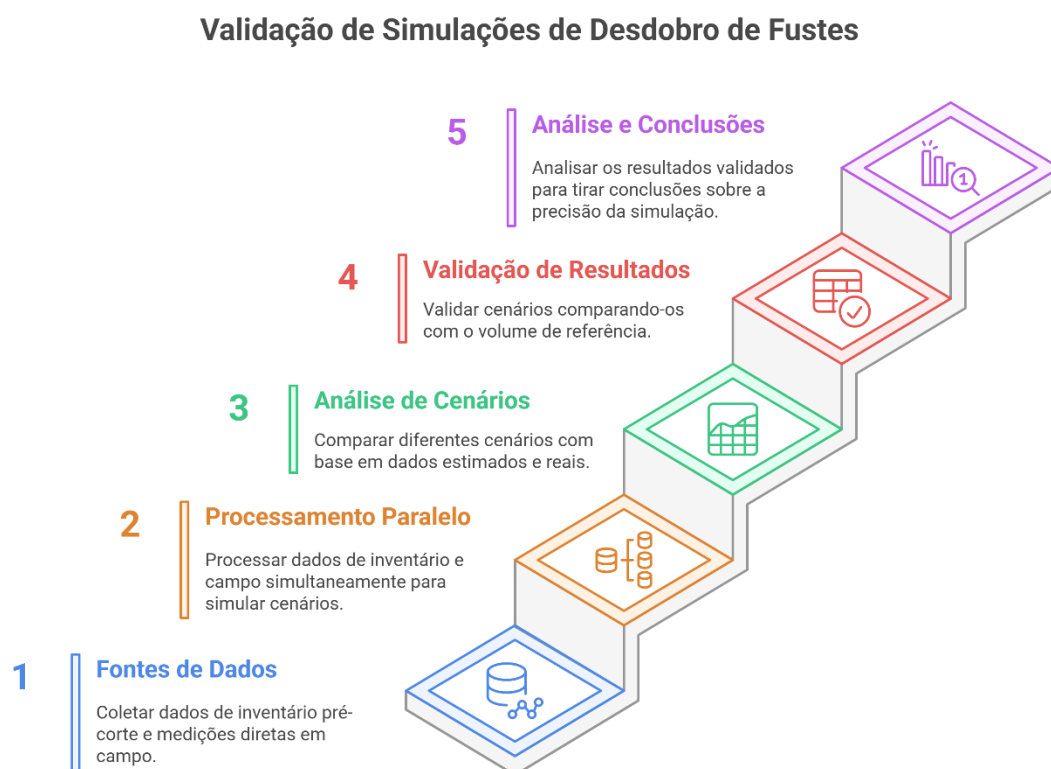 Validação de Simulações de Desdobro de Fustes
5
Análise e Conclusões
Analisar os resultados validados
para tirar conclusões sobre a
precisão da simulação.
1
4
Validação de Resultados
Validar cenários comparando-os
com o volume de referência.
3
Análise de Cenários
Comparar diferentes cenários com
base em dados estimados e reais.
2
Processamento Paralelo
Processar dados de inventário e
campo simultaneamente para
simular cenários.
1
Fontes de Dados
Coletar dados de inventário pré-
corte e medições diretas em
campo.